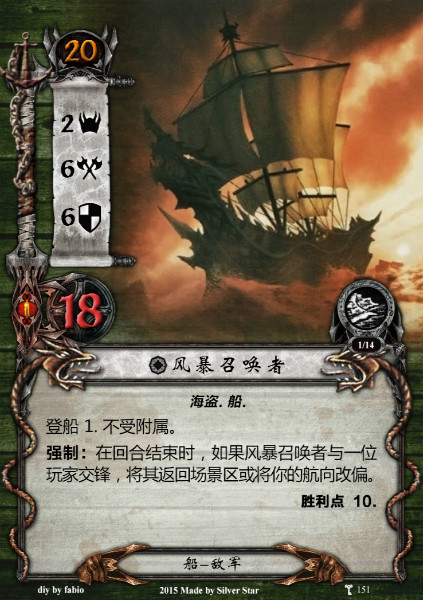 20
2
6
6
18
1/14
风暴召唤者
海盗. 船.
登船 1. 不受附属。
强制：在回合结束时，如果风暴召唤者与一位
玩家交锋，将其返回场景区或将你的航向改偏。
胜利点 10.
船–敌军
diy by fabio 2015 Made by Silver Star 151